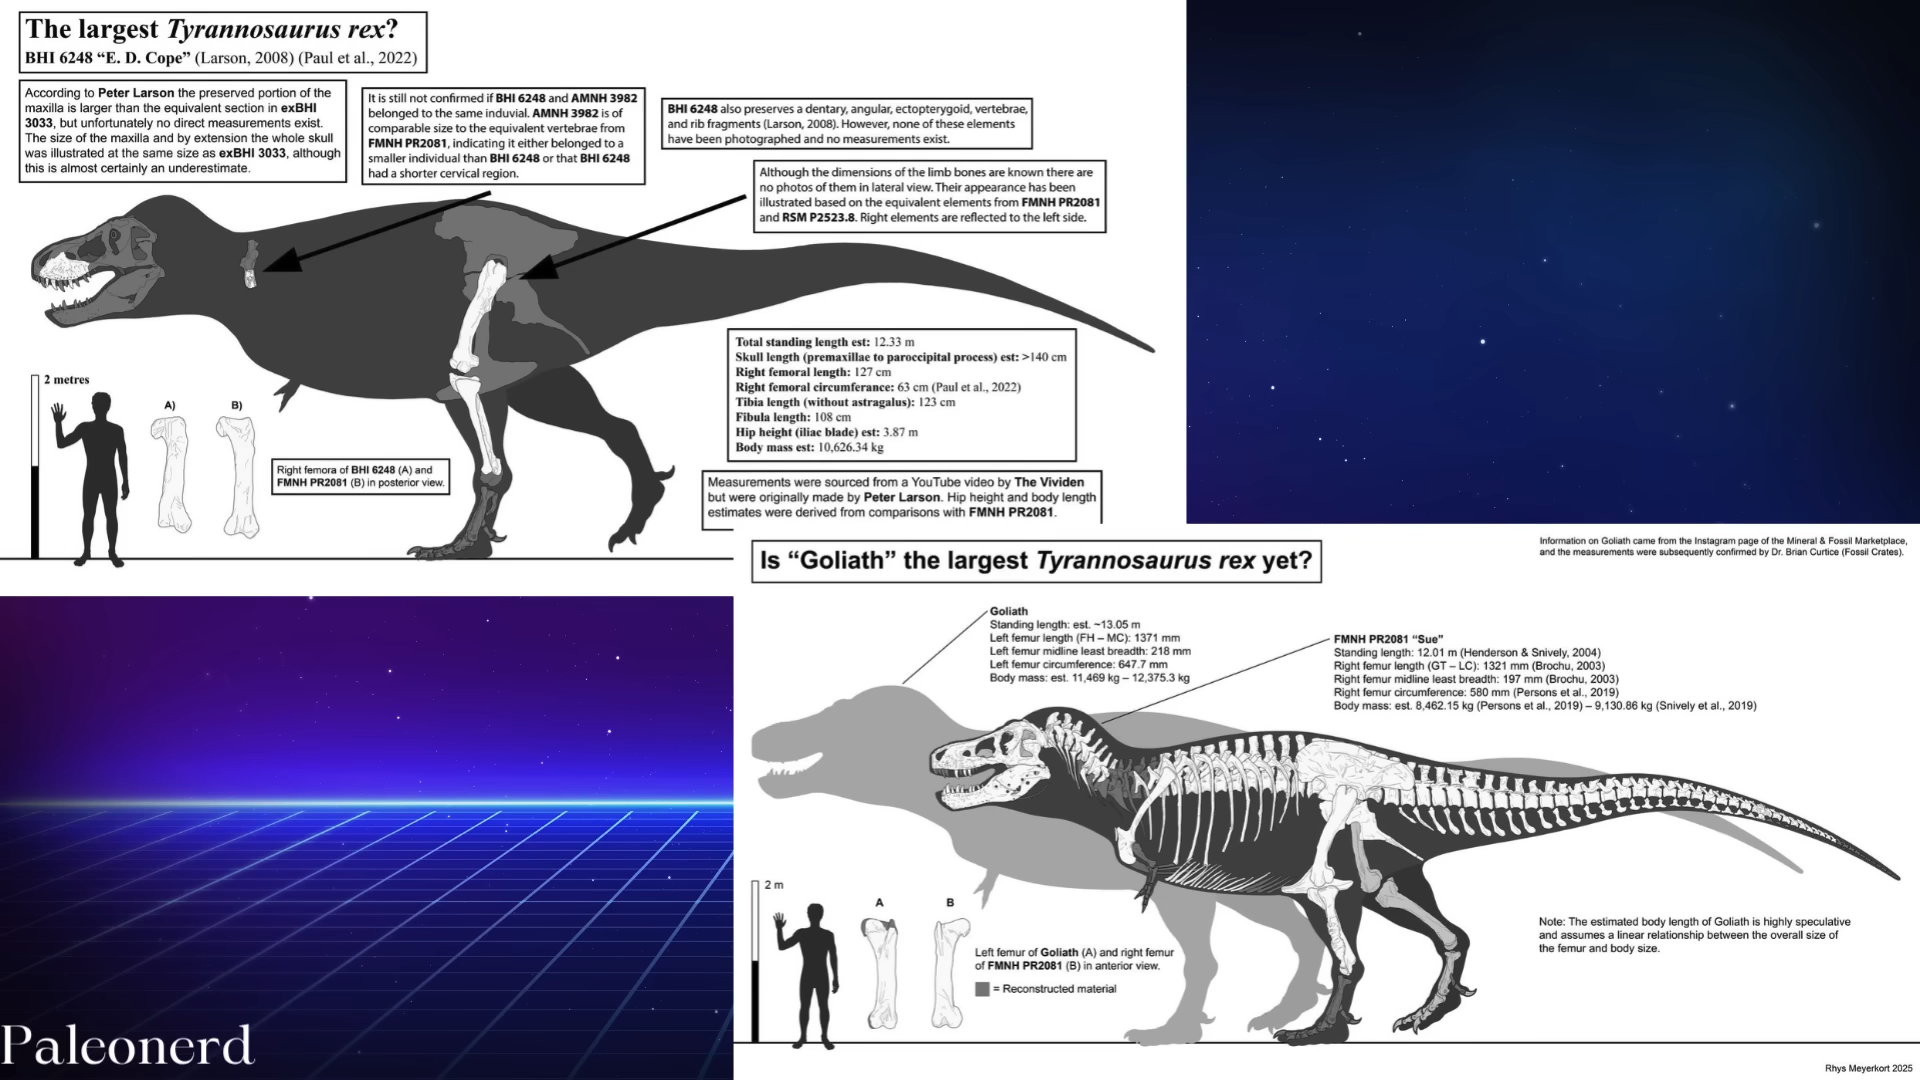 The largest Tyrannosaurus rex?
BHI 6248 “E. D. Cope” (Larson, 2008) (Paul et al., 2022)
According to Peter Larson the preserved portion of the
maxilla is larger than the equivalent section in exBHI
3033, but unfortunately no direct measurements exist.
The size of the maxilla and by extension the whole skull
was illustrated at the same size as exBHI 3033, although
this is almost certainly an underestimate.
It is still not confirmed if BHI 6248 and AMNH 3982
belonged to the same induvial. AMNH 3982 is of
comparable size to the equivalent vertebrae from
FMNH PR2081, indicating it either belonged to a
smaller individual than BHI 6248 or that BHI 6248
had a shorter cervical region.
BHI 6248 also preserves a dentary, angular, ectopterygoid, vertebrae,
and rib fragments (Larson, 2008). However, none of these elements
have been photographed and no measurements exist.
Although the dimensions of the limb bones are known there are
no photos of them in lateral view. Their appearance has been
illustrated based on the equivalent elements from FMNH PR2081
and RSM P2523.8. Right elements are reflected to the left side.
Total standing length est: 12.33 m
Skull length (premaxillae to paroccipital process) est: >140 cm
Right femoral length: 127 cm
Right femoral circumferance: 63 cm (Paul et al., 2022)
Tibia length (without astragalus): 123 cm
Fibula length: 108 cm
Hip height (iliac blade) est: 3.87 m
Body mass est: 10,626.34 kg
2 metres
A)
B)
Right femora of BHI 6248 (A) and
FMNH PR2081 (B) in posterior view.
Measurements were sourced from a YouTube video by The Vividen
but were originally made by Peter Larson. Hip height and body length
estimates were derived from comparisons with FMNH PR2081.
Is “Goliath” the largest Tyrannosaurus rex yet?
Information on Goliath came from the Instagram page of the Mineral & Fossil Marketplace,
and the measurements were subsequently confirmed by Dr. Brian Curtice (Fossil Crates).
Goliath
Standing length: est. ~13.05 m
Left femur length (FH – MC): 1371 mm
Left femur midline least breadth: 218 mm
Left femur circumference: 647.7 mm
Body mass: est. 11,469 kg – 12,375.3 kg
FMNH PR2081 “Sue”
Standing length: 12.01 m (Henderson & Snively, 2004)
Right femur length (GT – LC): 1321 mm (Brochu, 2003)
Right femur midline least breadth: 197 mm (Brochu, 2003)
Right femur circumference: 580 mm (Persons et al., 2019)
Body mass: est. 8,462.15 kg (Persons et al., 2019) – 9,130.86 kg (Snively et al., 2019)
2 m
A
B
Left femur of Goliath (A) and right femur
of FMNH PR2081 (B) in anterior view.
= Reconstructed material
Note: The estimated body length of Goliath is highly speculative
and assumes a linear relationship between the overall size of
the femur and body size.
Paleonerd
Rhys Meyerkort 2025